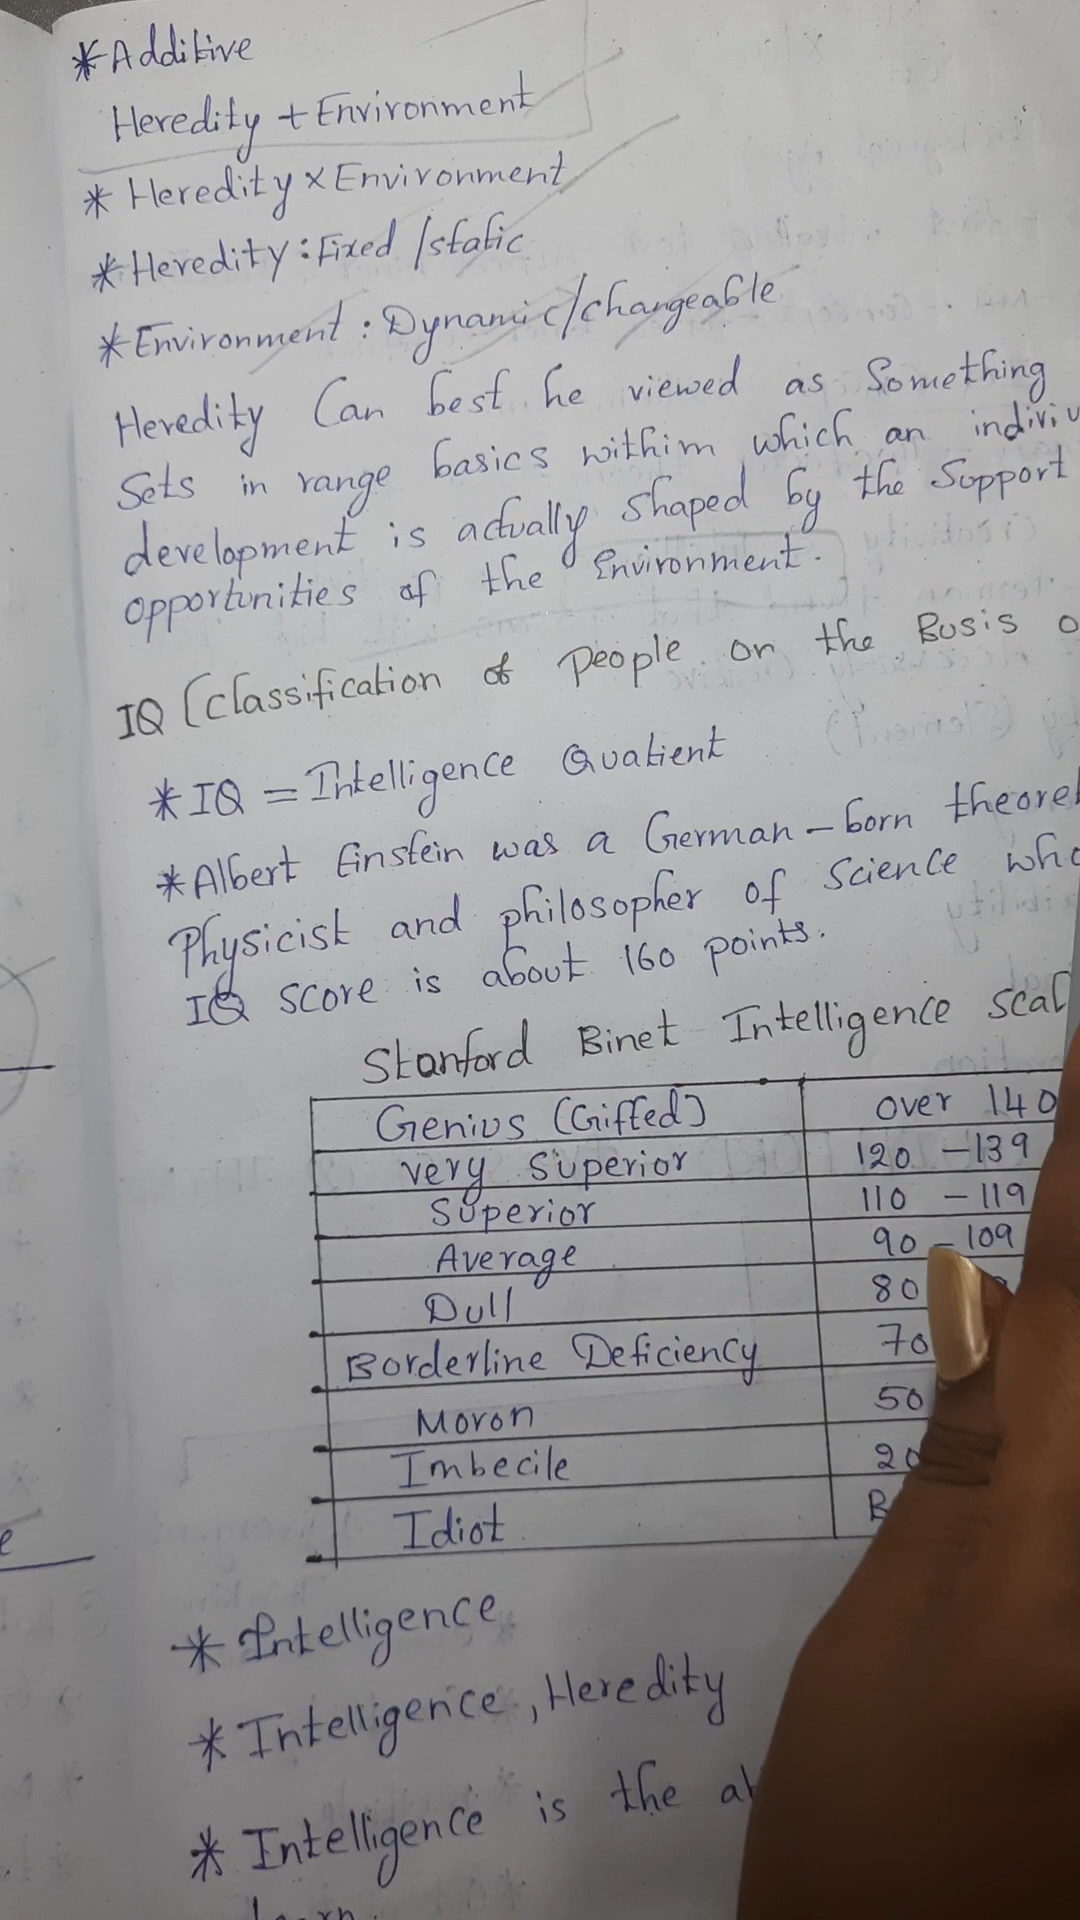 * Additive
Heredity + Environment
* Heredity x Environment
* Heredity : Fixed / static
* Environment : Dynamic / changeable
Heredity Can best he viewed as Something
Sets in range basics withim which an
development is actually shaped by the Support
opportunities of the Environment.
IQ (classification of people on the Busis
* IQ = Intelligence Quatient
* Albert Einstein was a German - born
Physicist and philosopher of Science
IQ score is about 160 points.
Stanford Binet Intelligence
Genius (Gifted) over 140
very Superior 120 - 139
Superior 110 - 119
Average 90 - 109
Dull 80
Borderline Deficiency 70
Moron 50
Imbecile 20
Idiot
* Intelligence
* Intelligence, Heredity
* Intelligence is the